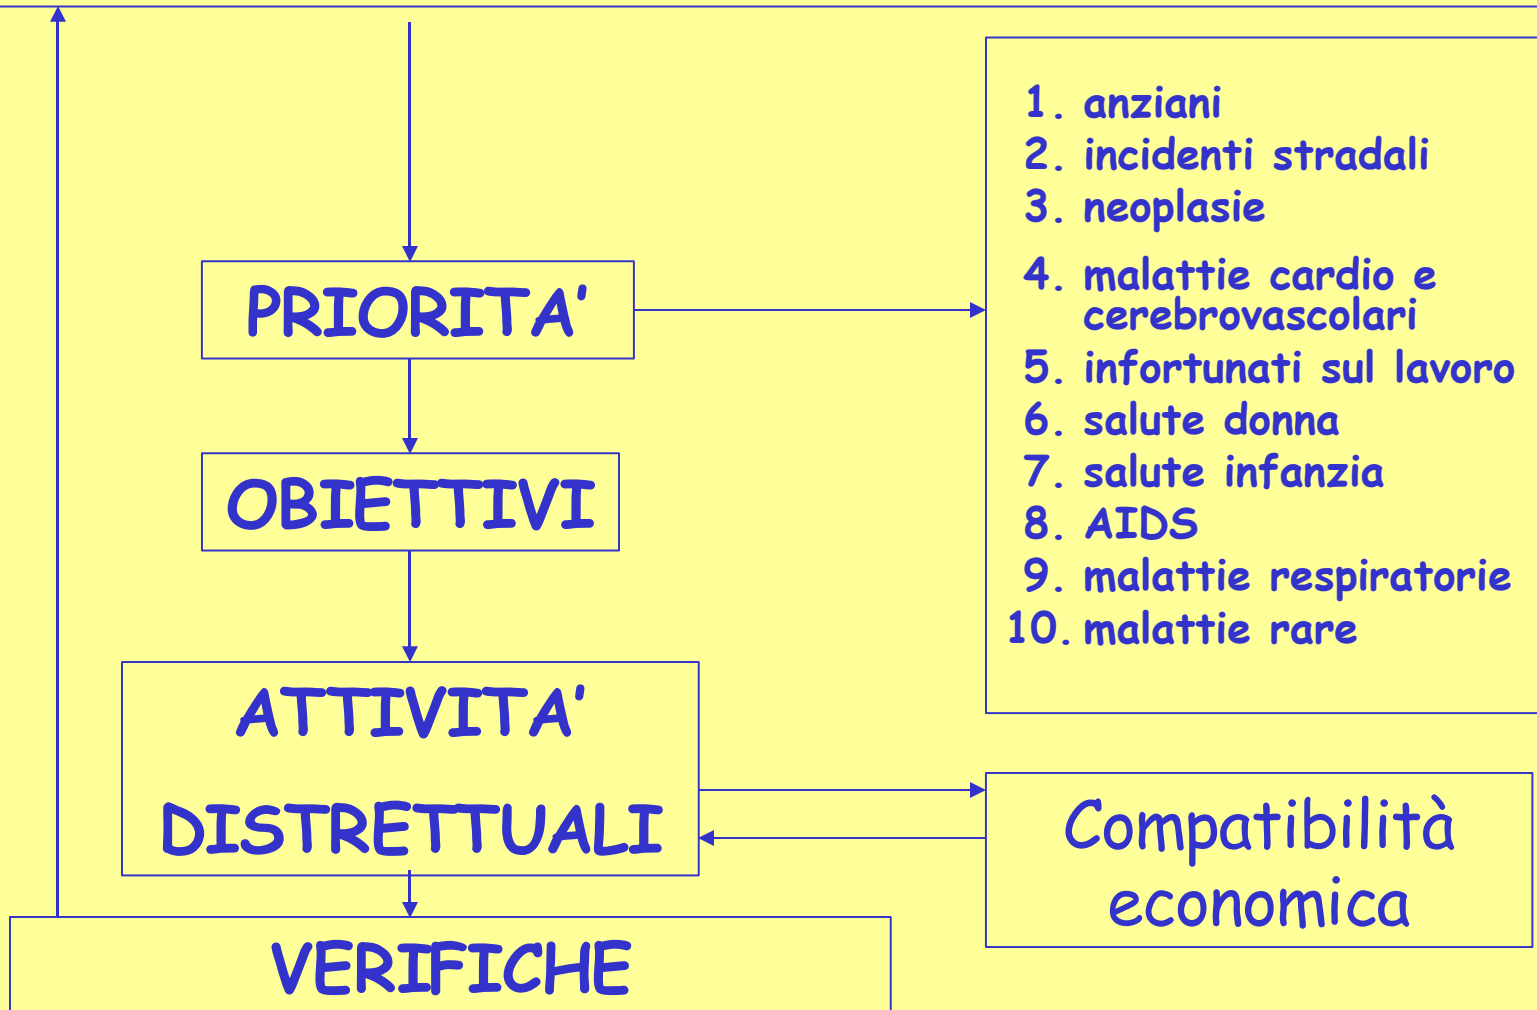 PRIORITA'
OBIETTIVI
ATTIVITA'
DISTRETTUALI
VERIFICHE
1. anziani
2. incidenti stradali
3. neoplasie
4. malattie cardio e
cerebrovascolari
5. infortunati sul lavoro
6. salute donna
7. salute infanzia
8. AIDS
9. malattie respiratorie
10. malattie rare
Compatibilità
economica